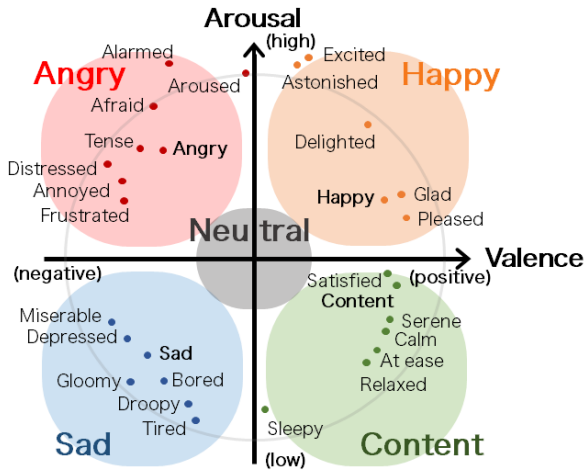 Arousal
(high)
Alarmed
Angry
Aroused
Afraid
Tense
Angry
Distressed
Annoyed
Frustrated
Excited
Astonished
Happy
Delighted
Happy
Glad
Pleased
Neutral
Valence
(negative)
(positive)
Satisfied
Content
Serene
Calm
At ease
Relaxed
Miserable
Depressed
Sad
Gloomy
Bored
Droopy
Tired
Sad
Sleepy
Content
(low)